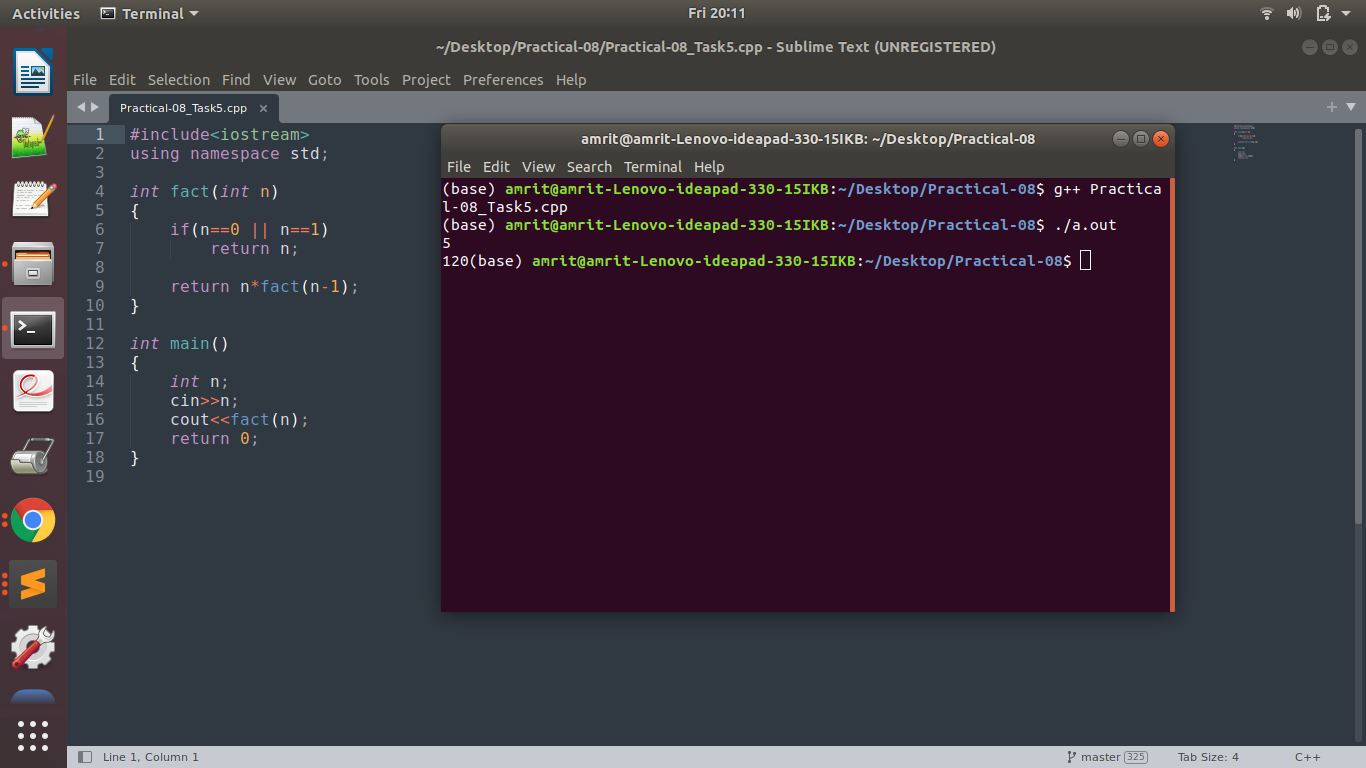 Activities
Terminal
Fri 20:11
~/Desktop/Practical-08/Practical-08_Task5.cpp - Sublime Text (UNREGISTERED)
File Edit Selection Find View Goto Tools Project Preferences Help
Practical-08_Task5.cpp ×
1 #include<iostream>
2 using namespace std;
3
4 int fact(int n)
5 {
6 if(n==0 || n==1)
7 return n;
8
9 return n*fact(n-1);
10 }
11
12 int main()
13 {
14 int n;
15 cin>>n;
16 cout<<fact(n);
17 return 0;
18 }
19
amrit@amrit-Lenovo-ideapad-330-15IKB: ~/Desktop/Practical-08
File Edit View Search Terminal Help
(base) amrit@amrit-Lenovo-ideapad-330-15IKB:~/Desktop/Practical-08$ g++ Practica
l-08_Task5.cpp
(base) amrit@amrit-Lenovo-ideapad-330-15IKB:~/Desktop/Practical-08$ ./a.out
5
120(base) amrit@amrit-Lenovo-ideapad-330-15IKB:~/Desktop/Practical-08$
Line 1, Column 1
master 325
Tab Size: 4
C++